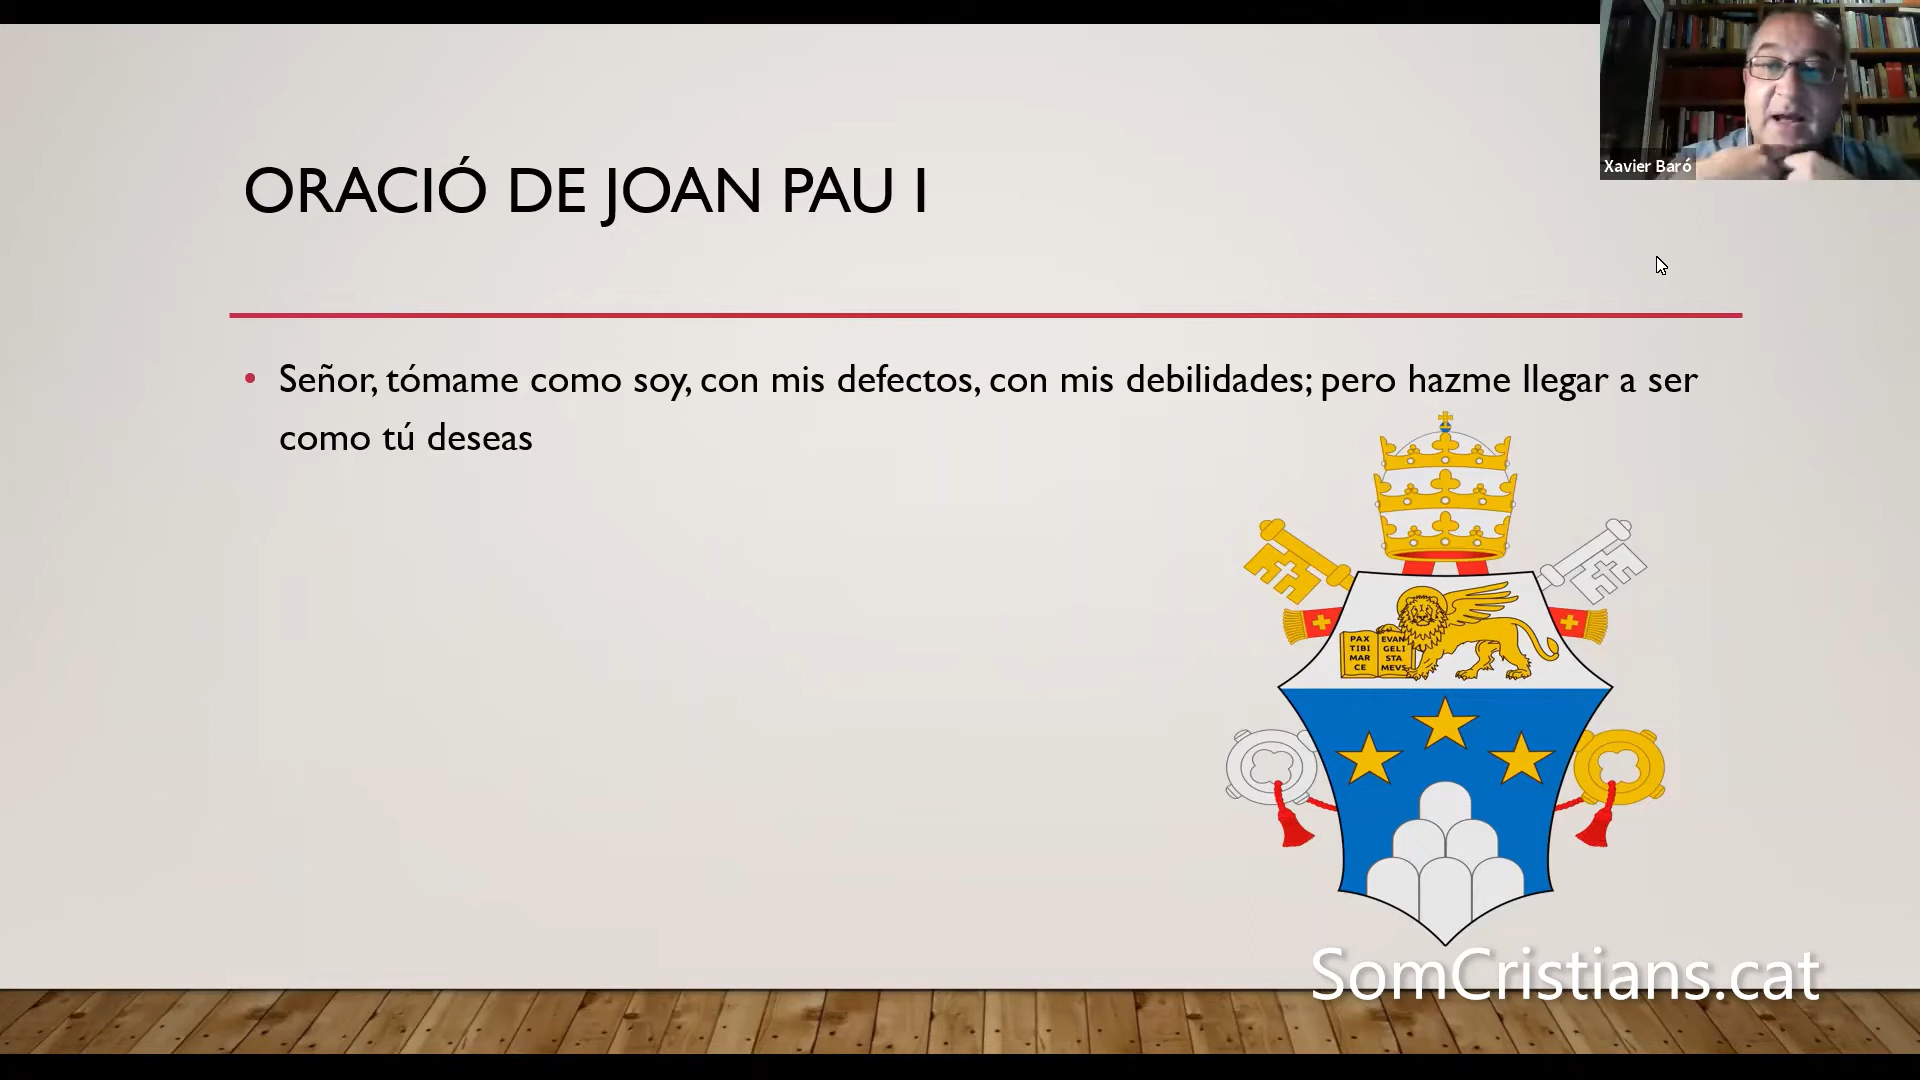 Xavier Baró
ORACIÓ DE JOAN PAU I
• Señor, tómame como soy, con mis defectos, con mis debilidades; pero hazme llegar a ser
como tú deseas
PAX
TIBI
MAR
CE
EVAN
GELI
STA
MEVS
SomCristians.cat